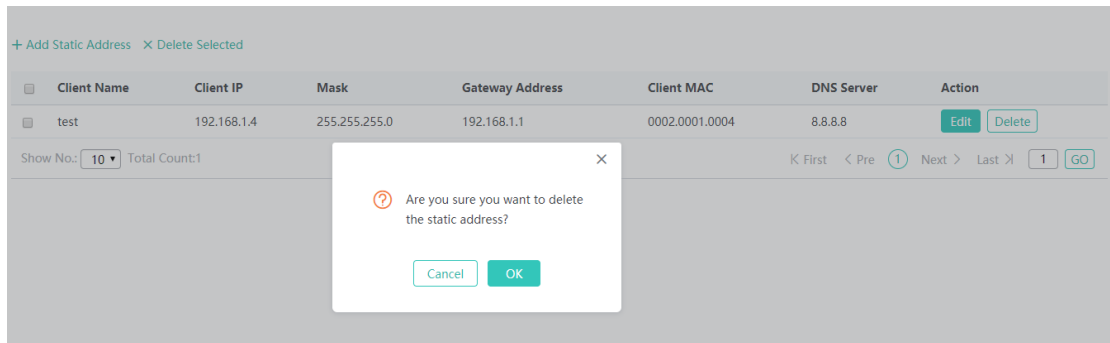 + Add Static Address × Delete Selected
Client Name Client IP Mask Gateway Address Client MAC DNS Server Action
test 192.168.1.4 255.255.255.0 192.168.1.1 0002.0001.0004 8.8.8.8 Edit Delete
Show No.: 10 Total Count:1 First Pre 1 Next Last 1 GO
Are you sure you want to delete
the static address?
Cancel OK